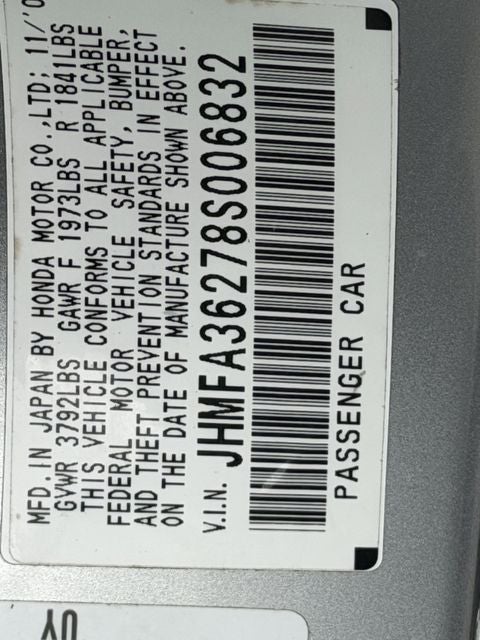 MFD. IN JAPAN BY HONDA MOTOR CO.,LTD; 11/'0
GVWR 3792LBS GAWR F 1973LBS R 1841LBS
THIS VEHICLE CONFORMS TO ALL APPLICABLE
FEDERAL MOTOR VEHICLE SAFETY, BUMPER,
AND THEFT PREVENTION STANDARDS IN EFFECT
ON THE DATE OF MANUFACTURE SHOWN ABOVE.
V.I.N. JHMFA36278S006832
PASSENGER CAR